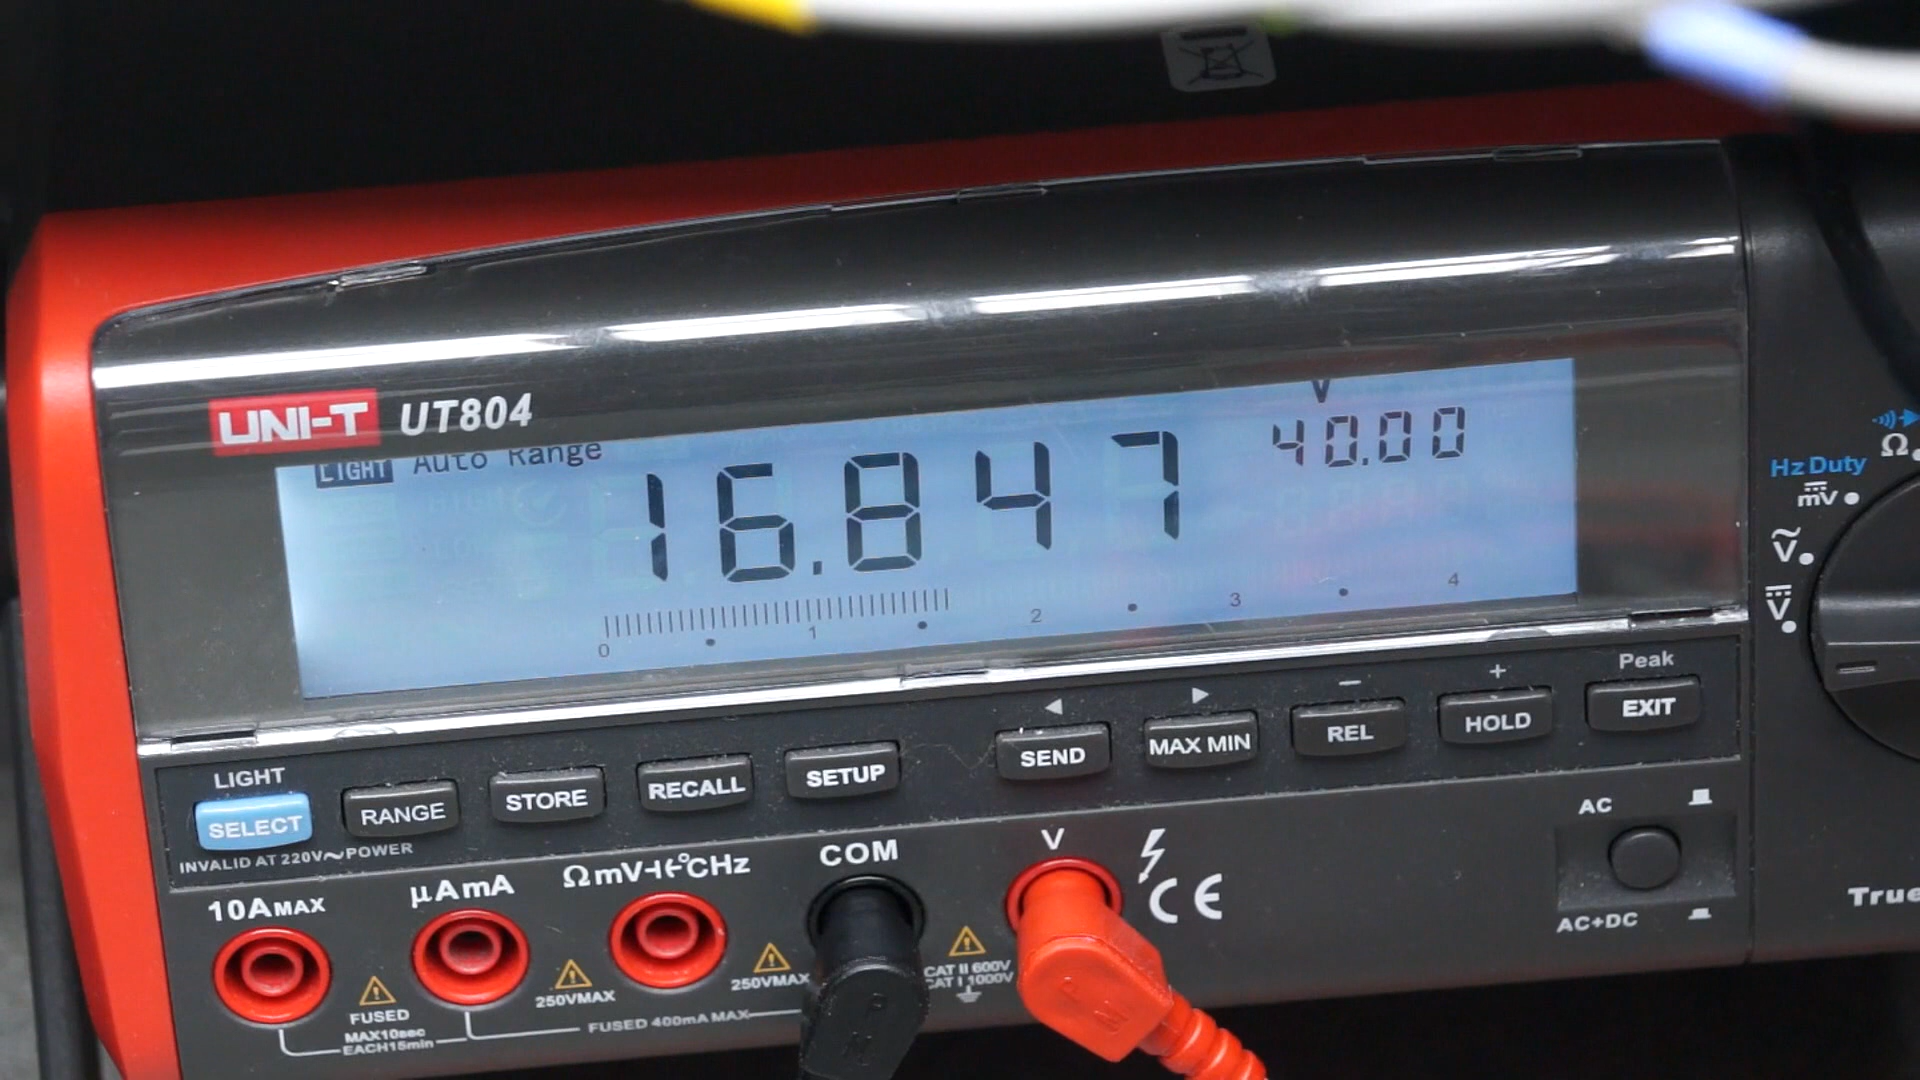 UNI-T UT804
LIGHT Auto Range
V
16.847
40.00
0 1 2 3 4
Hz Duty
Ω
mV
V
V
LIGHT
SELECT
RANGE
STORE
RECALL
SETUP
◀
SEND
▶
MAX MIN
−
REL
+
HOLD
Peak
EXIT
INVALID AT 220V~POWER
10AMAX
μAmA
ΩmV⊣⊢°CHz
COM
V
CE
AC
AC+DC
True
FUSED
MAX10sec
EACH15min
250VMAX
FUSED 400mA MAX
250VMAX
CAT II 600V
CAT I 1000V